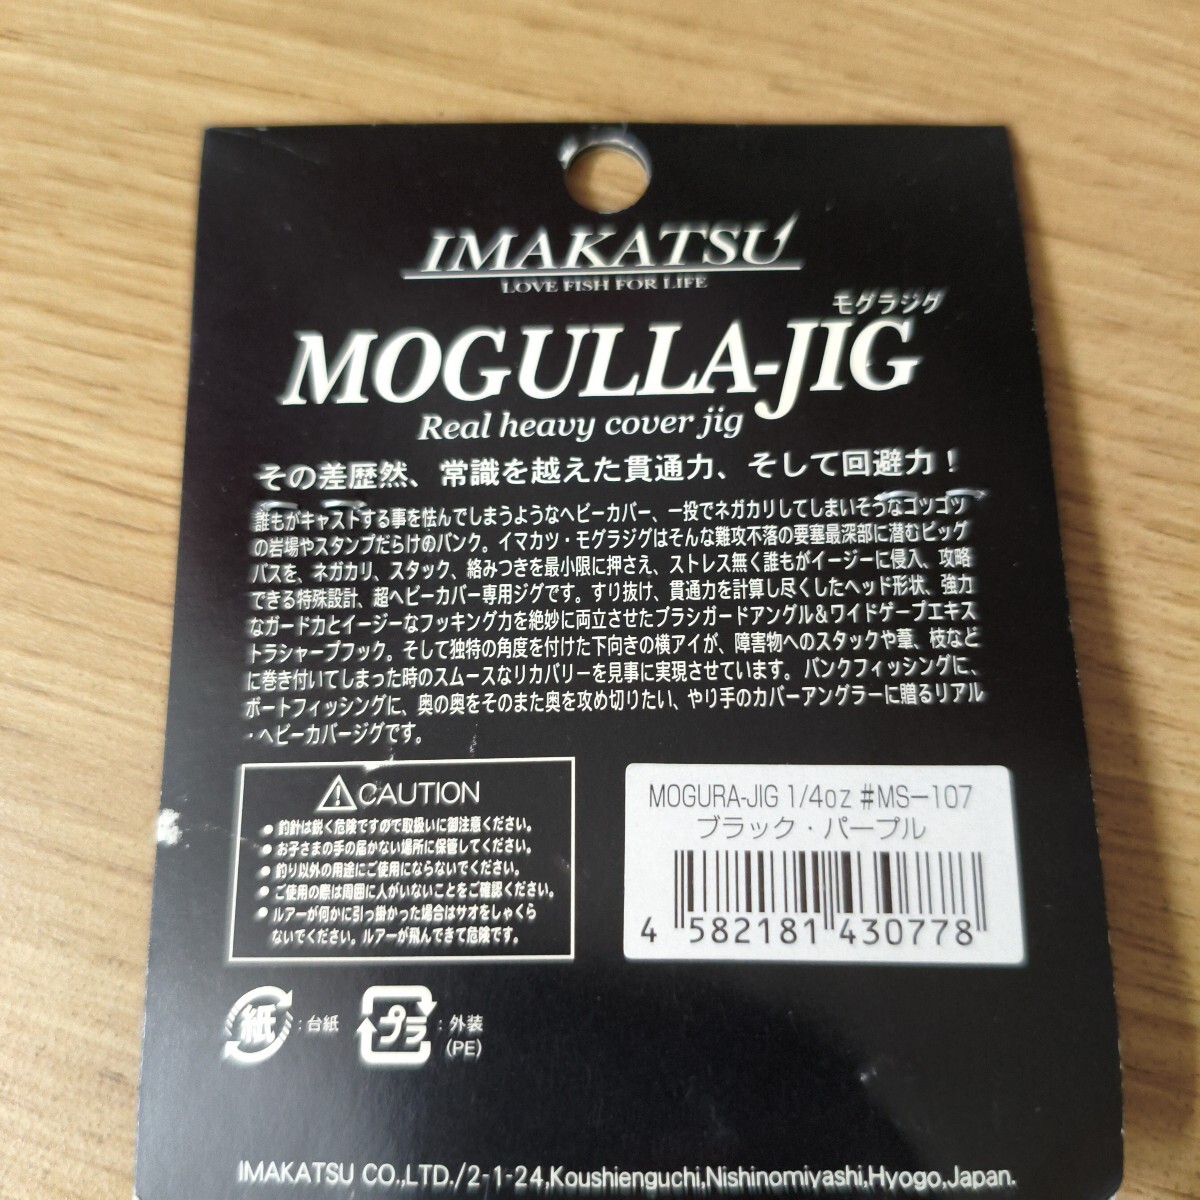 IMAKATSU
LOVE FISH FOR LIFE
モグラジグ
MOGULLA-JIG
Real heavy cover jig
その差歴然、常識を越えた貫通力、そして回避力！
誰もがキャストする事を怯んでしまうようなヘビーカバー、一投でネガカリしてしまいそうなゴツゴツ
の岩場やスタンプだらけのバンク。イマカツ・モグラジグはそんな難攻不落の要塞最深部に潜むビッグ
バスを、ネガカリ、スタック、絡みつきを最小限に押さえ、ストレス無く誰もがイージーに侵入、攻略
できる特殊設計、超ヘビーカバー専用ジグです。すり抜け、貫通力を計算し尽くしたヘッド形状、強力
なガード力とイージーなフッキング力を絶妙に両立させたブラシガードアングル＆ワイドゲープエキス
トラシャープフック。そして独特の角度を付けた下向きの横アイが、障害物へのスタックや葦、枝など
に巻き付いてしまった時のスムースなリカバリーを見事に実現させています。バンクフィッシングに、
ボートフィッシングに、奥の奥をそのまた奥を攻め切りたい、やり手のカバーアングラーに贈るリアル
・ヘビーカバージグです。
CAUTION
● 釣針は鋭く危険ですので取扱いに御注意ください。
● お子さまの手の届かない場所に保管してください。
● 釣り以外の用途にご使用にならないでください。
● ご使用の際は周囲に人がいないことをご確認ください。
● ルアーが何かに引っ掛かった場合はサオをしゃくら
ないでください。ルアーが飛んできて危険です。
MOGURA-JIG 1/4oz #MS-107
ブラック・パープル
4 582181 430778
紙 : 台紙
プラ : 外装
(PE)
IMAKATSU CO.,LTD./2-1-24,Koushienguchi,Nishinomiyashi,Hyogo,Japan.